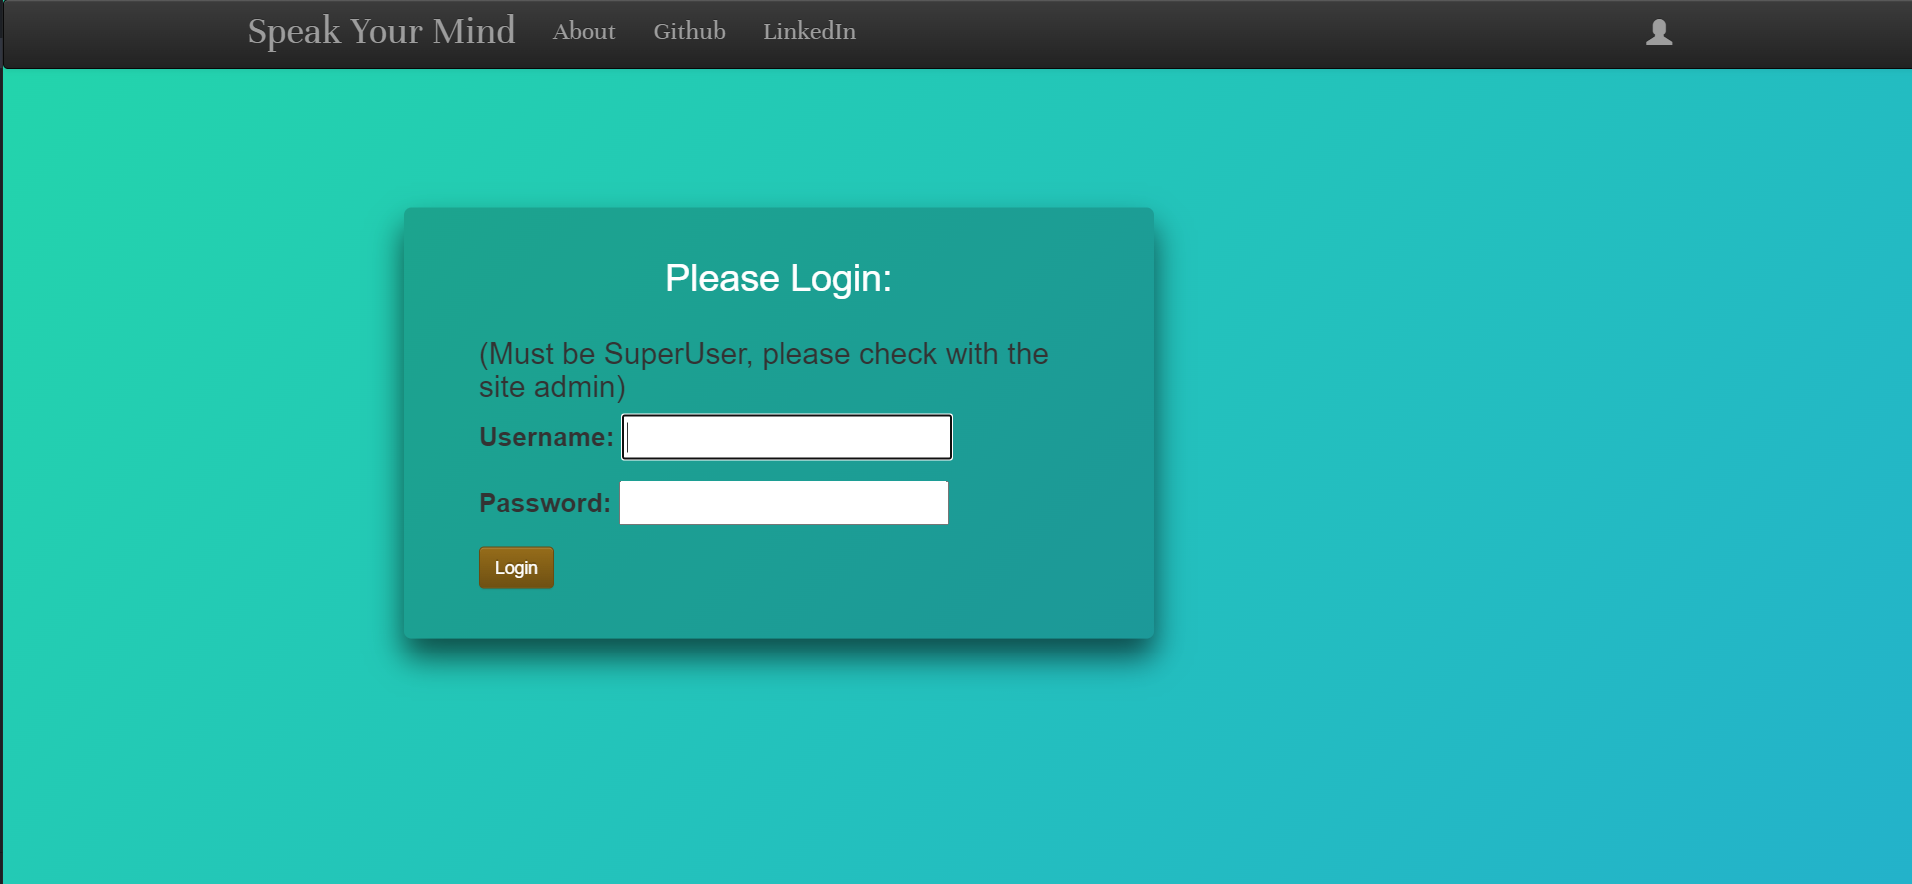 Speak Your Mind About Github LinkedIn
Please Login:
(Must be SuperUser, please check with the
site admin)
Username:
Password:
Login